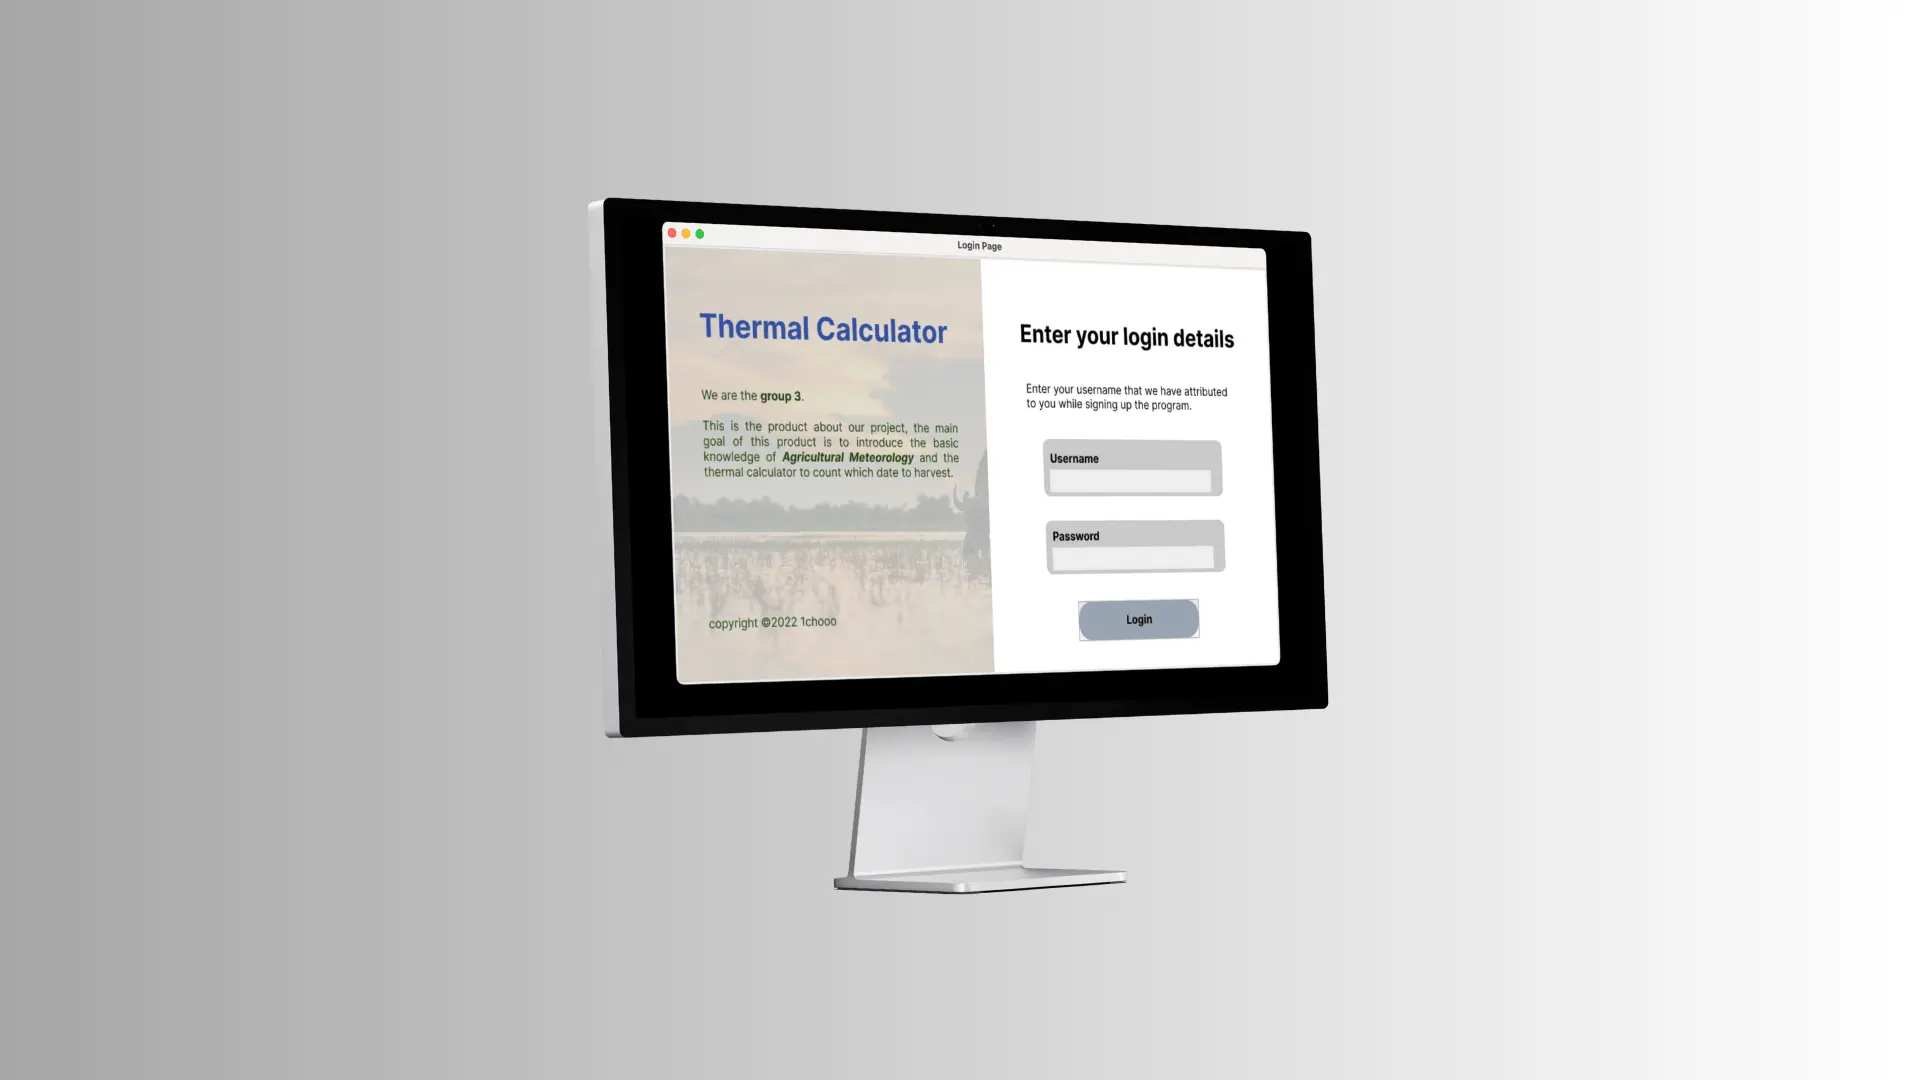 Login Page
Thermal Calculator
We are the group 3.
This is the product about our project, the main
goal of this product is to introduce the basic
knowledge of Agricultural Meteorology and the
thermal calculator to count which date to harvest.
copyright ©2022 1chooo
Enter your login details
Enter your username that we have attributed
to you while signing up the program.
Username
Password
Login